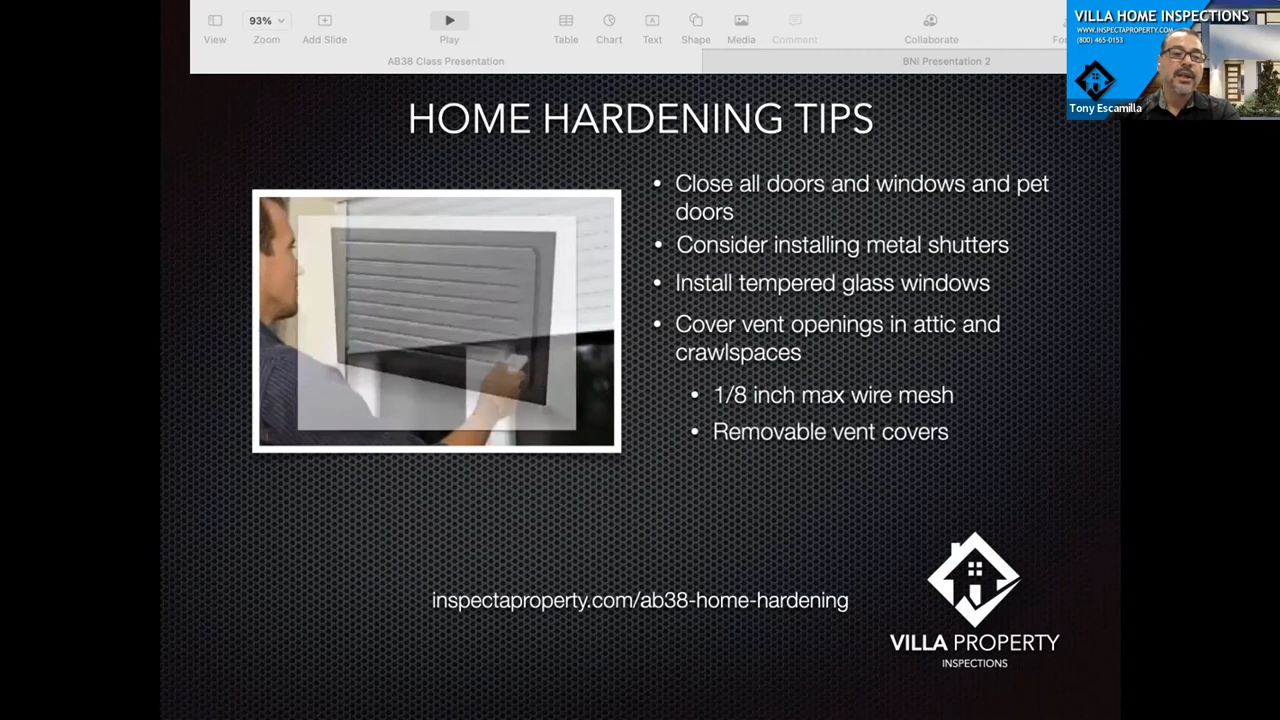 93%
View
Zoom
Add Slide
Play
Table
Chart
Text
Shape
Media
Comment
Collaborate
AB38 Class Presentation
BNI Presentation 2
VILLA HOME INSPECTIONS
WWW.INSPECTAPROPERTY.COM
(800) 465-0153
Tony Escamilla
HOME HARDENING TIPS
• Close all doors and windows and pet
doors
• Consider installing metal shutters
• Install tempered glass windows
• Cover vent openings in attic and
crawlspaces
• 1/8 inch max wire mesh
• Removable vent covers
inspectaproperty.com/ab38-home-hardening
VILLA PROPERTY
INSPECTIONS